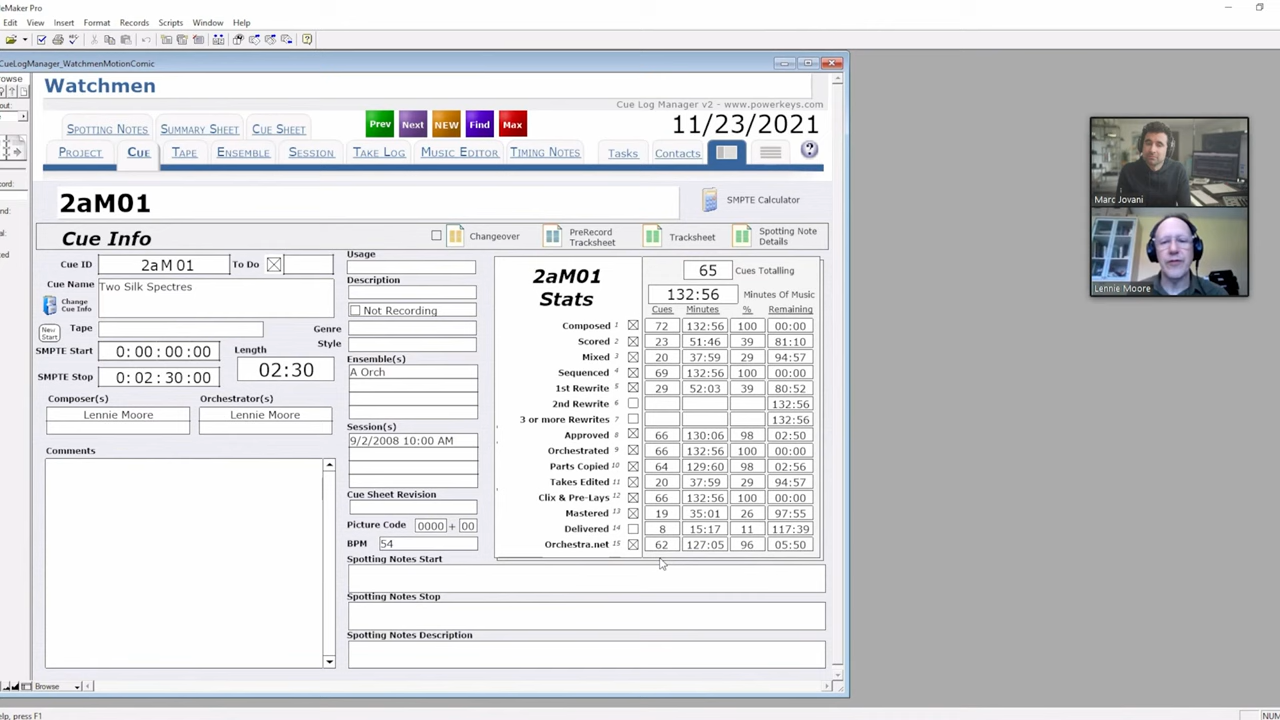 eMaker Pro
Edit View Insert Format Records Scripts Window Help
CueLogManager_WatchmenMotionComic
Browse
Watchmen
Cue Log Manager v2 - www.powerkeys.com
SPOTTING NOTES SUMMARY SHEET CUE SHEET
Prev Next NEW Find Max
11/23/2021
PROJECT CUE TAPE ENSEMBLE SESSION TAKE LOG MUSIC EDITOR TIMING NOTES Tasks Contacts ?
2aM01
SMPTE Calculator
Cue Info
Changeover
PreRecord Tracksheet
Tracksheet
Spotting Note Details
Cue ID 2aM01 To Do
Cue Name Two Silk Spectres
Change Cue Info
New Start
Tape
SMPTE Start 0:00:00:00
Length 02:30
SMPTE Stop 0:02:30:00
Composer(s) Orchestrator(s)
Lennie Moore Lennie Moore
Comments
Usage
Description
Not Recording
Genre
Style
Ensemble(s)
A Orch
Session(s)
9/2/2008 10:00 AM
Cue Sheet Revision
Picture Code 0000 + 00
BPM 54
Spotting Notes Start
Spotting Notes Stop
Spotting Notes Description
2aM01 Stats
65 Cues Totalling
132:56 Minutes Of Music
Cues Minutes % Remaining
Composed 1 72 132:56 100 00:00
Scored 2 23 51:46 39 81:10
Mixed 3 20 37:59 29 94:57
Sequenced 4 69 132:56 100 00:00
1st Rewrite 5 29 52:03 39 80:52
2nd Rewrite 6 132:56
3 or more Rewrites 7 132:56
Approved 8 66 130:06 98 02:50
Orchestrated 9 66 132:56 100 00:00
Parts Copied 10 64 129:60 98 02:56
Takes Edited 11 20 37:59 29 94:57
Clix & Pre-Lays 12 66 132:56 100 00:00
Mastered 13 19 35:01 26 97:55
Delivered 14 8 15:17 11 117:39
Orchestra.net 15 62 127:05 96 05:50
Marc Jovani
Lennie Moore
Browse
elp, press F1
NUM